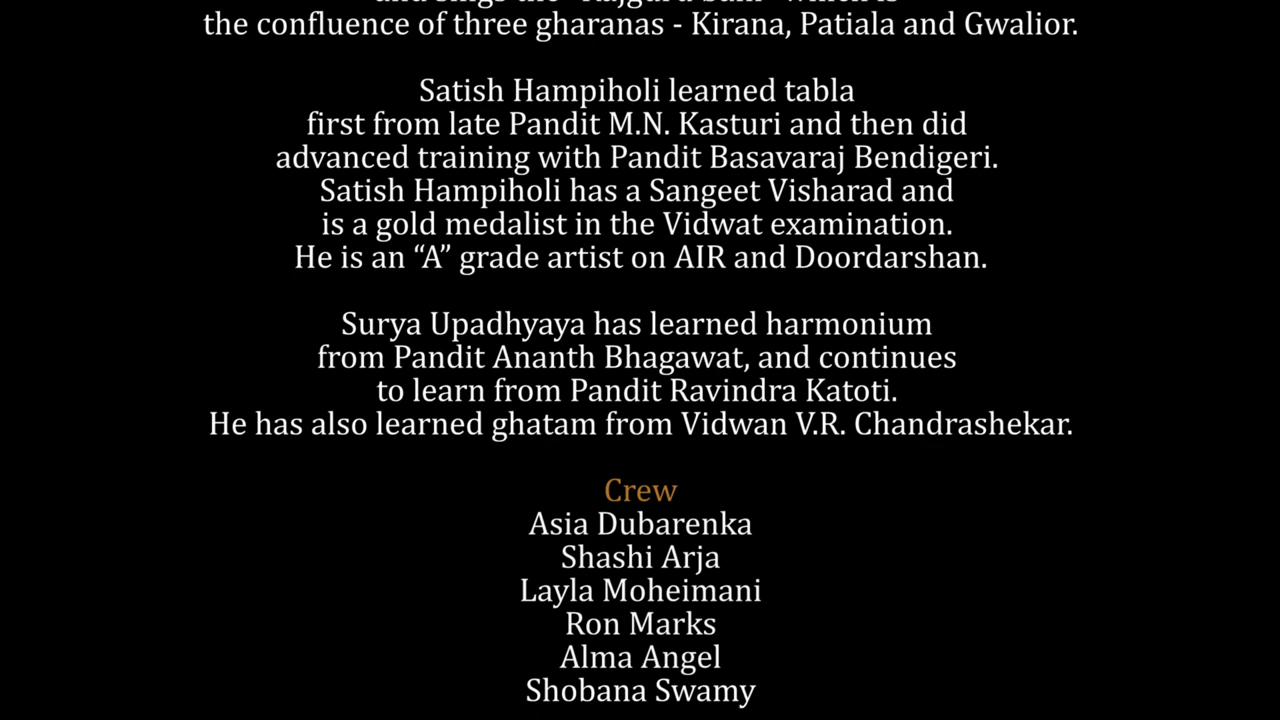 the confluence of three gharanas - Kirana, Patiala and Gwalior.
Satish Hampiholi learned tabla
first from late Pandit M.N. Kasturi and then did
advanced training with Pandit Basavaraj Bendigeri.
Satish Hampiholi has a Sangeet Visharad and
is a gold medalist in the Vidwat examination.
He is an “A” grade artist on AIR and Doordarshan.
Surya Upadhyaya has learned harmonium
from Pandit Ananth Bhagawat, and continues
to learn from Pandit Ravindra Katoti.
He has also learned ghatam from Vidwan V.R. Chandrashekar.
Crew
Asia Dubarenka
Shashi Arja
Layla Moheimani
Ron Marks
Alma Angel
Shobana Swamy